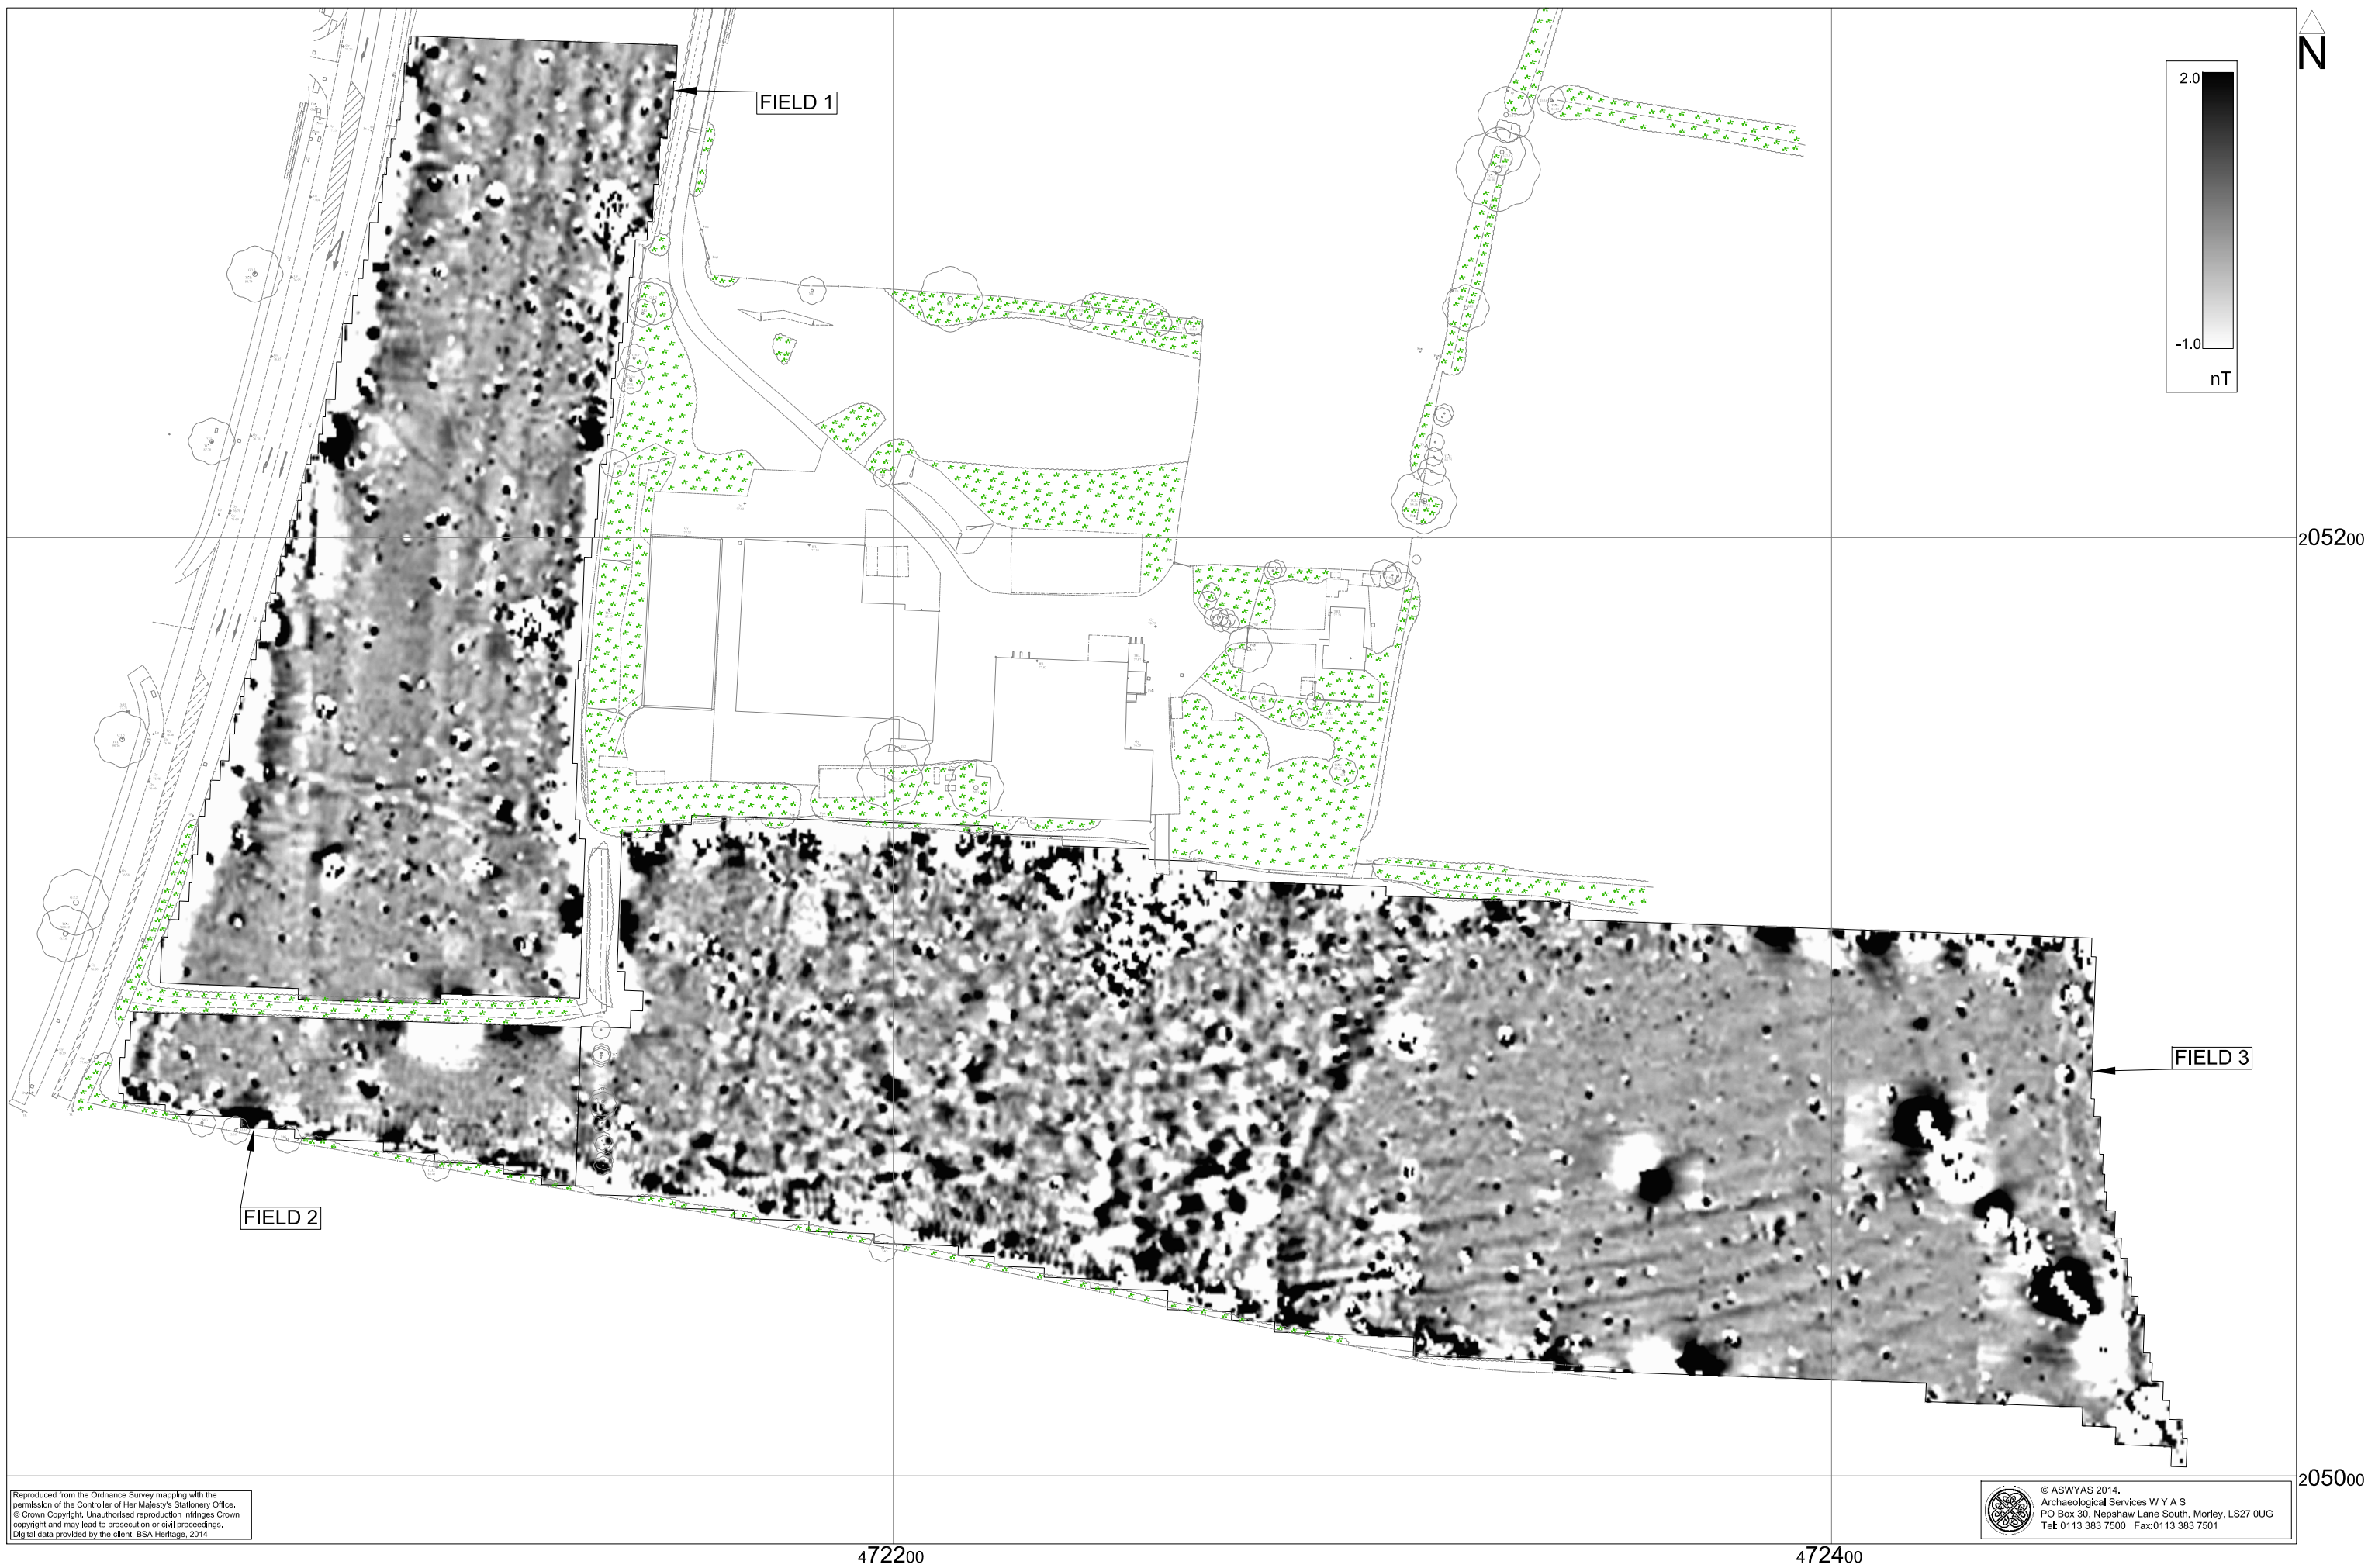 N
2.0
FIELD 1
-1.0
nT
205200
FIELD 3
FIELD 2
205000
Reproduced from the Ordnance Survey mapping with the
permission of the Controller of Her Majesty's Stationery Office.
© Crown Copyright. Unauthorised reproduction infringes Crown
copyright and may lead to prosecution or civil proceedings.
Digital data provided by the client, BSA Heritage, 2014.
© ASWYAS 2014.
Archaeological Services W Y A S
PO Box 30, Nepshaw Lane South, Morley, LS27 0UG
Tel: 0113 383 7500 Fax:0113 383 7501
472200
472400